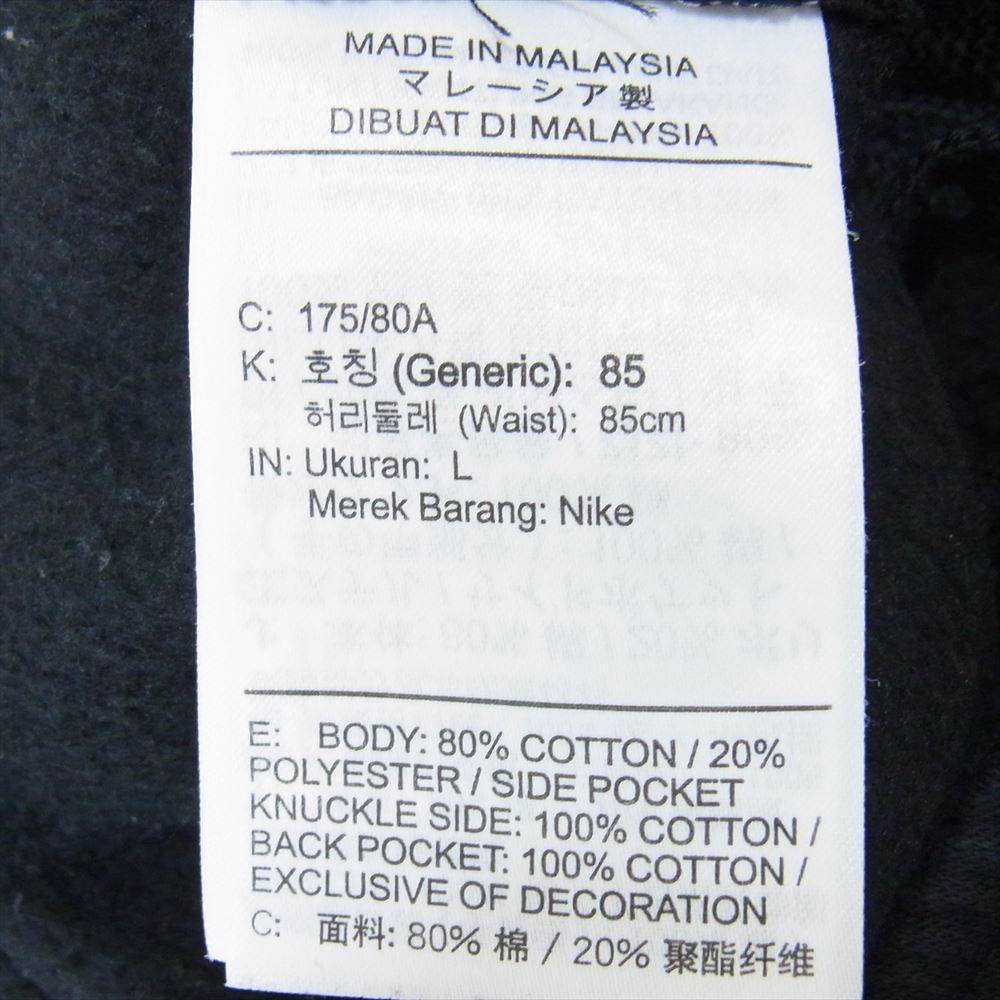 MADE IN MALAYSIA
マレーシア製
DIBUAT DI MALAYSIA
C: 175/80A
K: 호칭 (Generic): 85
허리둘레 (Waist): 85cm
IN: Ukuran: L
Merek Barang: Nike
E: BODY: 80% COTTON / 20%
POLYESTER / SIDE POCKET
KNUCKLE SIDE: 100% COTTON /
BACK POCKET: 100% COTTON /
EXCLUSIVE OF DECORATION
C: 面料: 80% 棉 / 20% 聚酯纤维